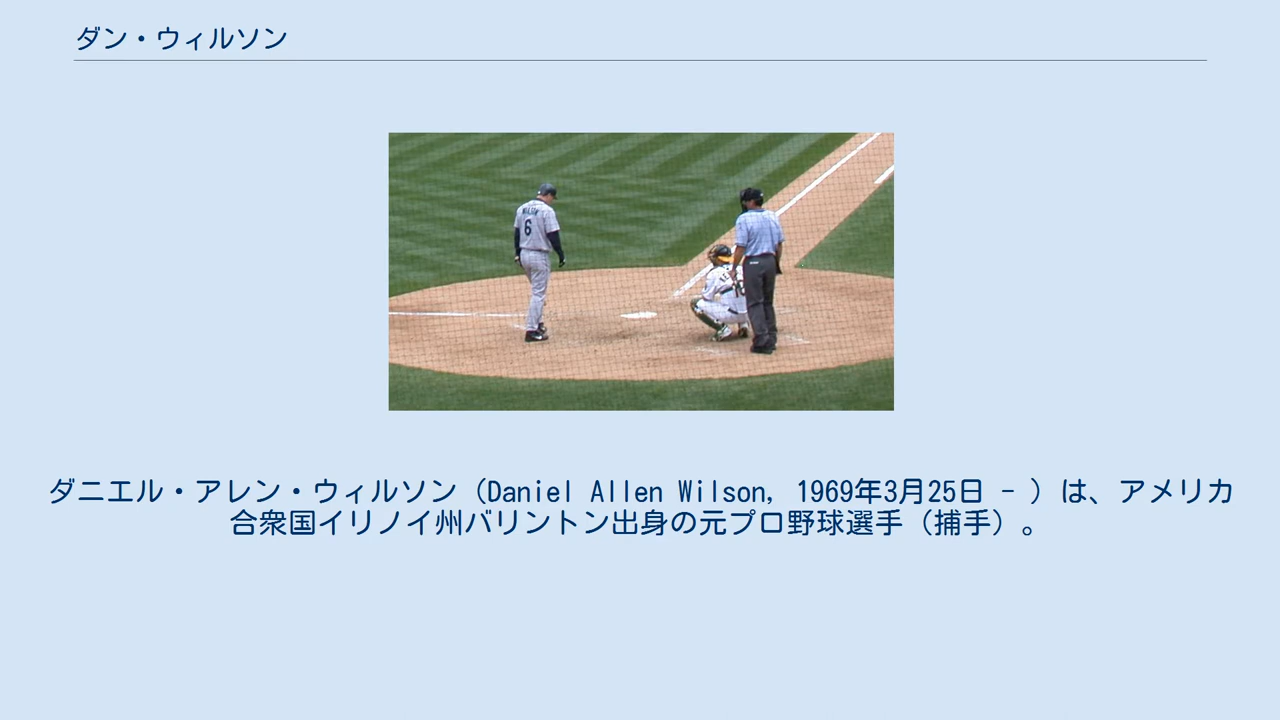 ダン・ウィルソン
6
ダニエル・アレン・ウィルソン（Daniel Allen Wilson, 1969年3月25日 - ）は、アメリカ
合衆国イリノイ州バリントン出身の元プロ野球選手（捕手）。